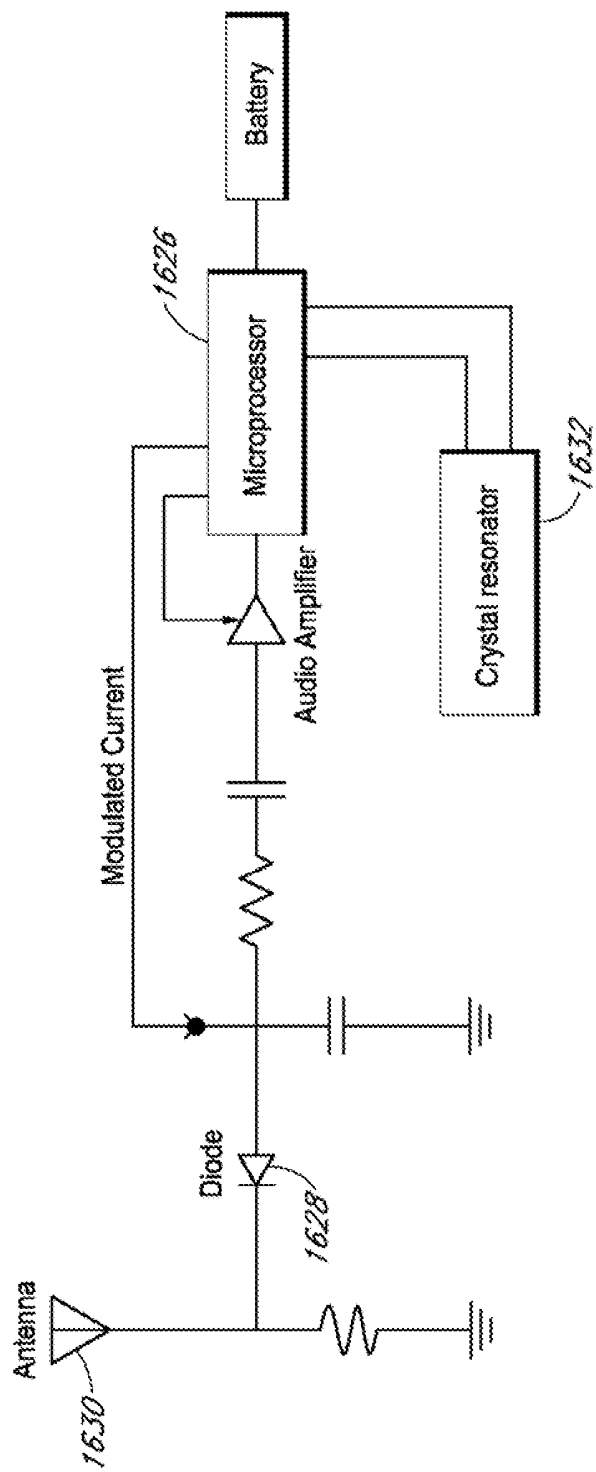 Antenna
1630
Diode
1628
Modulated Current
Audio Amplifier
1626
Microprocessor
Battery
Crystal resonator
1632